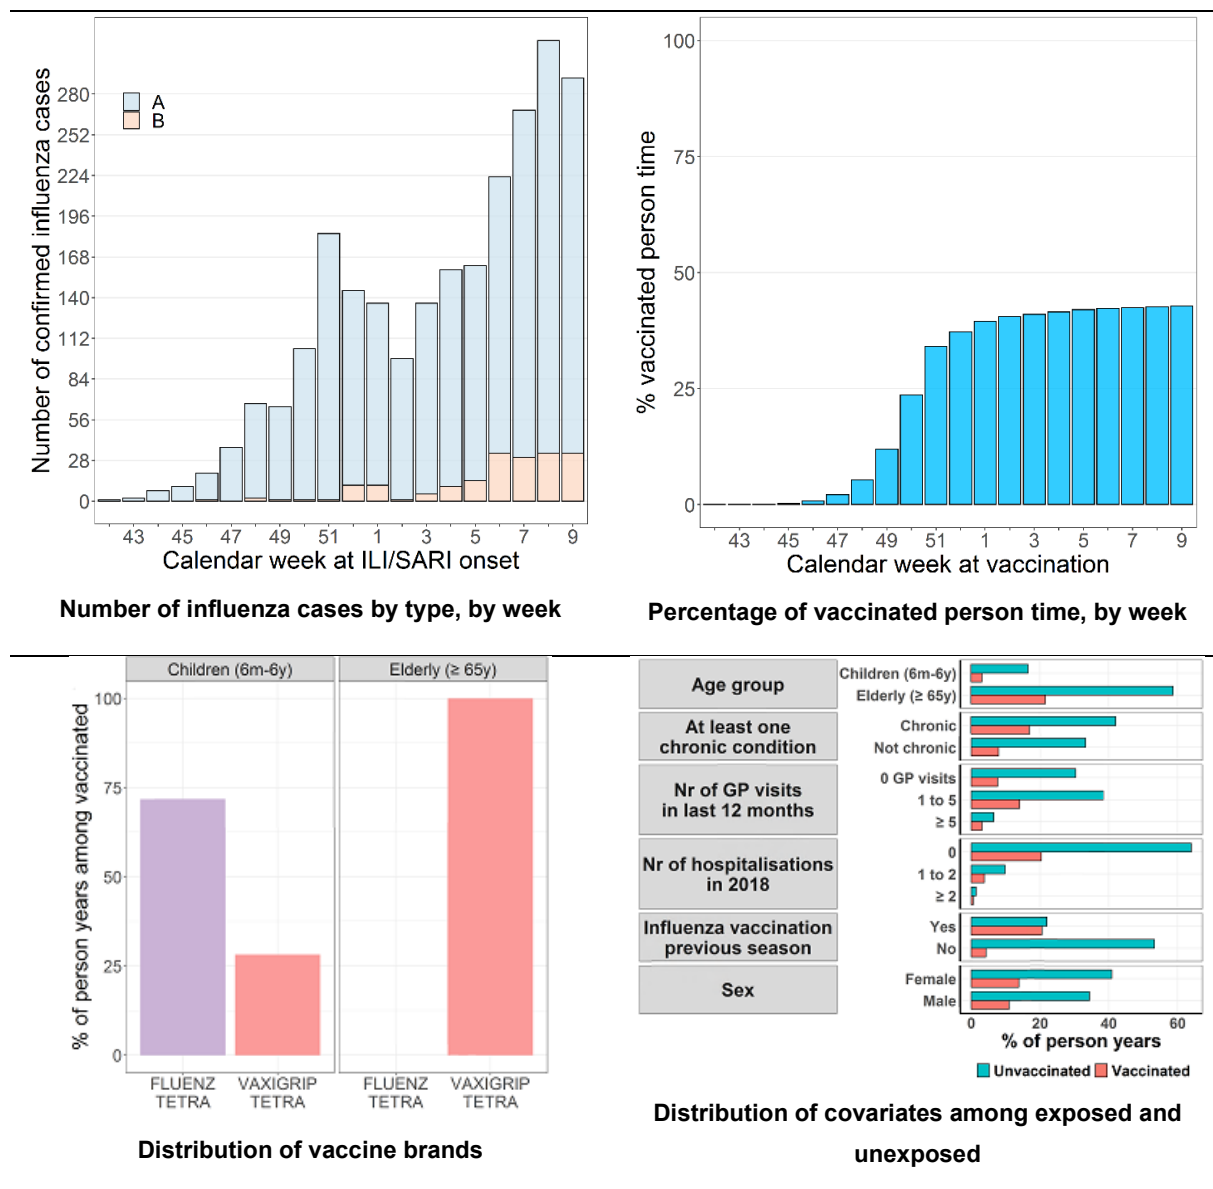 Number of confirmed influenza cases
280
252
224
196
168
140
112
84
56
28
0
A
B
43 45 47 49 51 1 3 5 7 9
Calendar week at ILI/SARI onset
Number of influenza cases by type, by week
% vaccinated person time
100
75
50
25
0
43 45 47 49 51 1 3 5 7 9
Calendar week at vaccination
Percentage of vaccinated person time, by week
Children (6m-6y) Elderly (≥ 65y)
% of person years among vaccinated
100
75
50
25
0
FLUENZ VAXIGRIP FLUENZ VAXIGRIP
TETRA TETRA TETRA TETRA
Distribution of vaccine brands
Age group
Children (6m-6y)
Elderly (≥ 65y)
At least one
chronic condition
Chronic
Not chronic
Nr of GP visits
in last 12 months
0 GP visits
1 to 5
≥ 5
Nr of hospitalisations
in 2018
0
1 to 2
≥ 2
Influenza vaccination
previous season
Yes
No
Sex
Female
Male
0 20 40 60
% of person years
Unvaccinated Vaccinated
Distribution of covariates among exposed and
unexposed